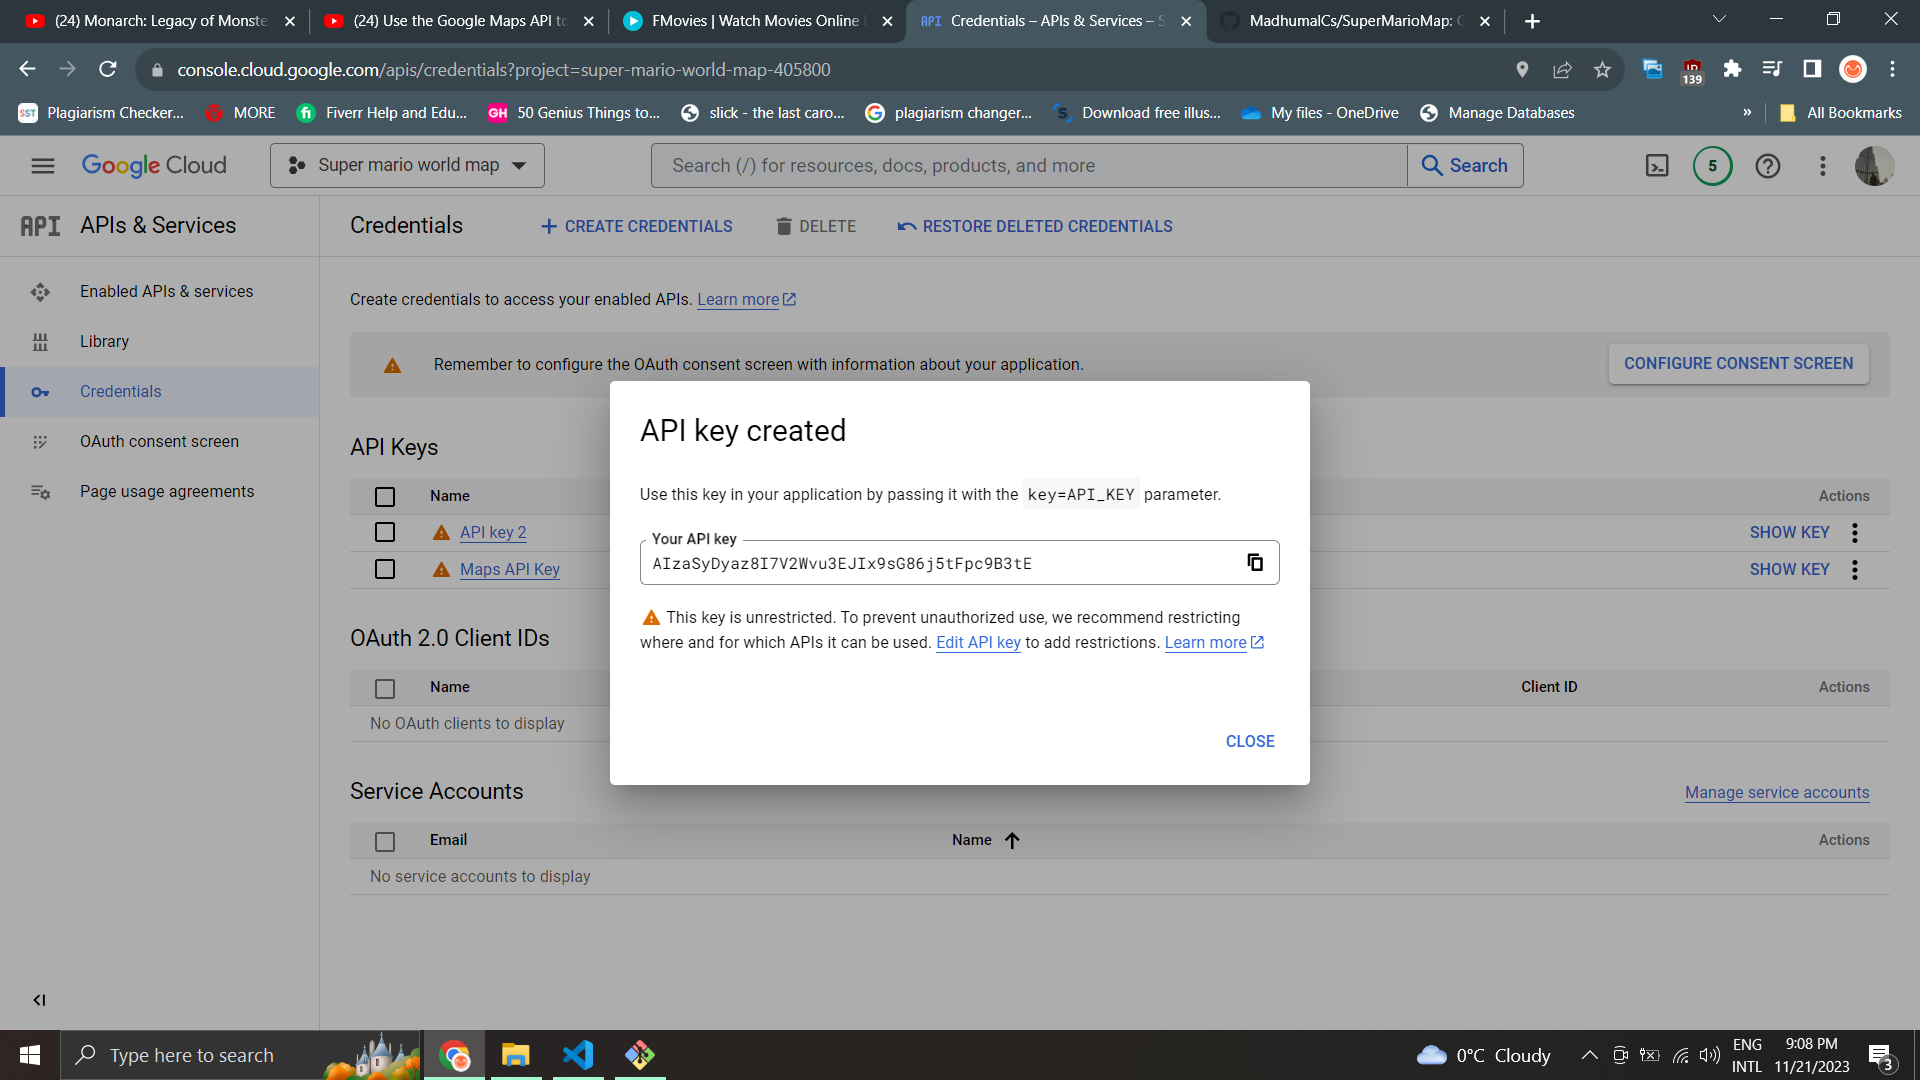 (24) Monarch: Legacy of Monste
(24) Use the Google Maps API to
FMovies | Watch Movies Online
Credentials – APIs & Services – S
MadhumalCs/SuperMarioMap:
console.cloud.google.com/apis/credentials?project=super-mario-world-map-405800
139
SST Plagiarism Checker...
MORE
fi Fiverr Help and Edu...
GH 50 Genius Things to...
slick - the last caro...
plagiarism changer...
Download free illus...
My files - OneDrive
Manage Databases
»
All Bookmarks
Google Cloud
Super mario world map
Search (/) for resources, docs, products, and more
Search
5
API APIs & Services
Credentials
CREATE CREDENTIALS
DELETE
RESTORE DELETED CREDENTIALS
Enabled APIs & services
Library
Credentials
OAuth consent screen
Page usage agreements
Create credentials to access your enabled APIs. Learn more
Remember to configure the OAuth consent screen with information about your application.
CONFIGURE CONSENT SCREEN
API Keys
Name
Actions
API key 2
SHOW KEY
Maps API Key
SHOW KEY
API key created
Use this key in your application by passing it with the key=API_KEY parameter.
Your API key
AIzaSyDyaz8I7V2Wvu3EJIx9sG86j5tFpc9B3tE
This key is unrestricted. To prevent unauthorized use, we recommend restricting
where and for which APIs it can be used. Edit API key to add restrictions. Learn more
CLOSE
OAuth 2.0 Client IDs
Name
Client ID
Actions
No OAuth clients to display
Service Accounts
Manage service accounts
Email
Name
Actions
No service accounts to display
Type here to search
0°C Cloudy
ENG
INTL
9:08 PM
11/21/2023
3